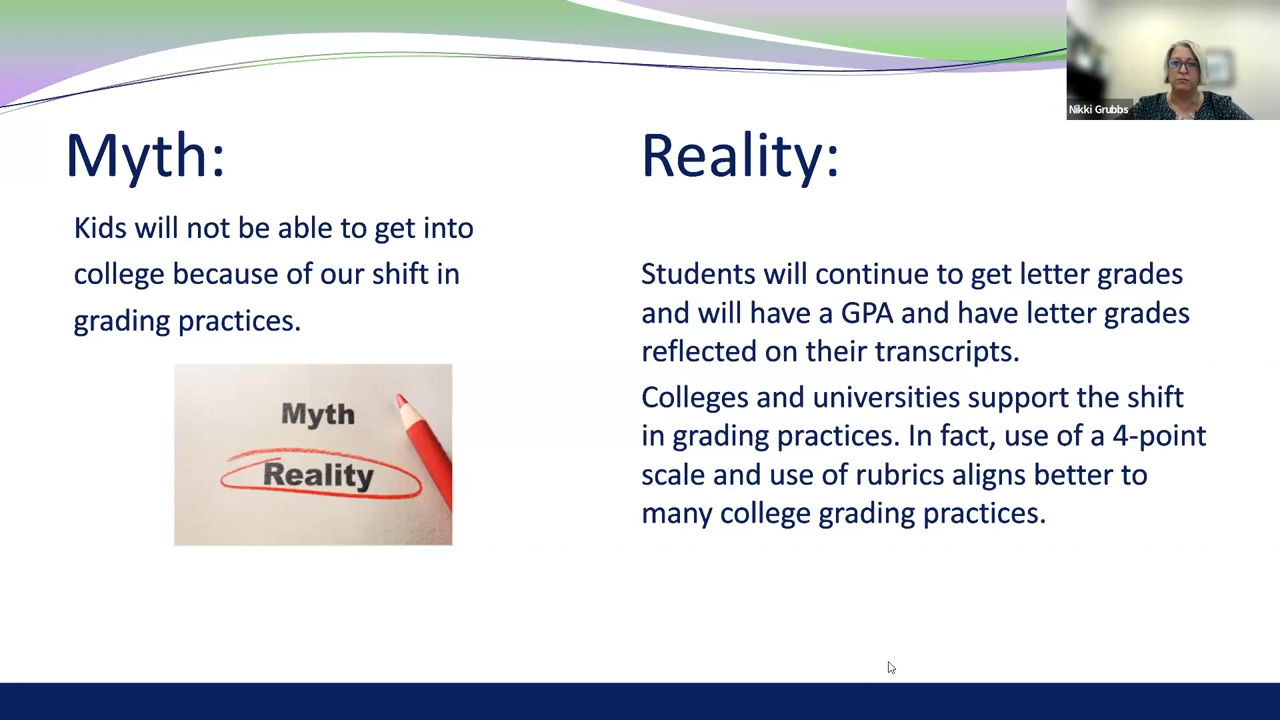 Nikki Grubbs
Myth:
Kids will not be able to get into
college because of our shift in
grading practices.
Myth
Reality
Reality:
Students will continue to get letter grades
and will have a GPA and have letter grades
reflected on their transcripts.
Colleges and universities support the shift
in grading practices. In fact, use of a 4-point
scale and use of rubrics aligns better to
many college grading practices.